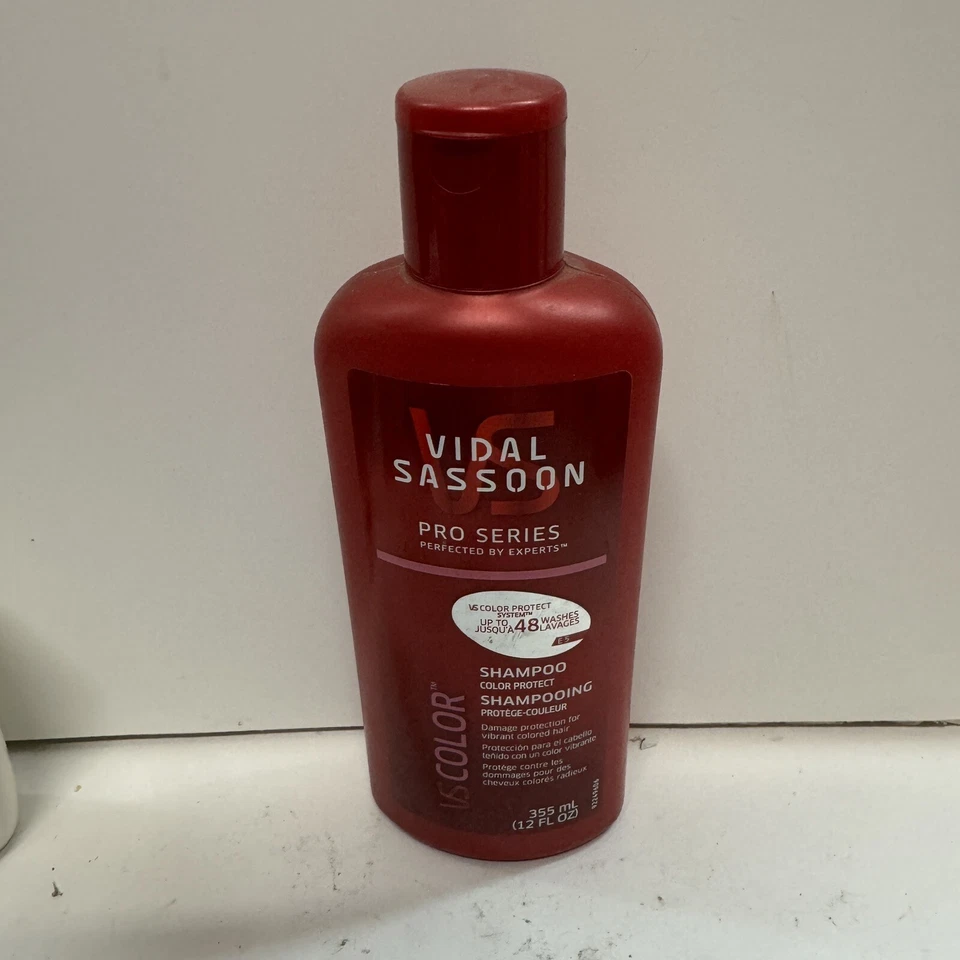 VS
VIDAL
SASSOON
PRO SERIES
PERFECTED BY EXPERTS™
VS COLOR PROTECT
SYSTEM™
UP TO 48 WASHES
JUSQU'À LAVAGES
SHAMPOO
COLOR PROTECT
SHAMPOOING
PROTÈGE-COULEUR
VS COLOR™
Damage protection for
vibrant colored hair
Protección para el cabello
teñido con un color vibrante
Protège contre les
dommages pour des
cheveux colorés radieux
355 mL
(12 FL OZ)